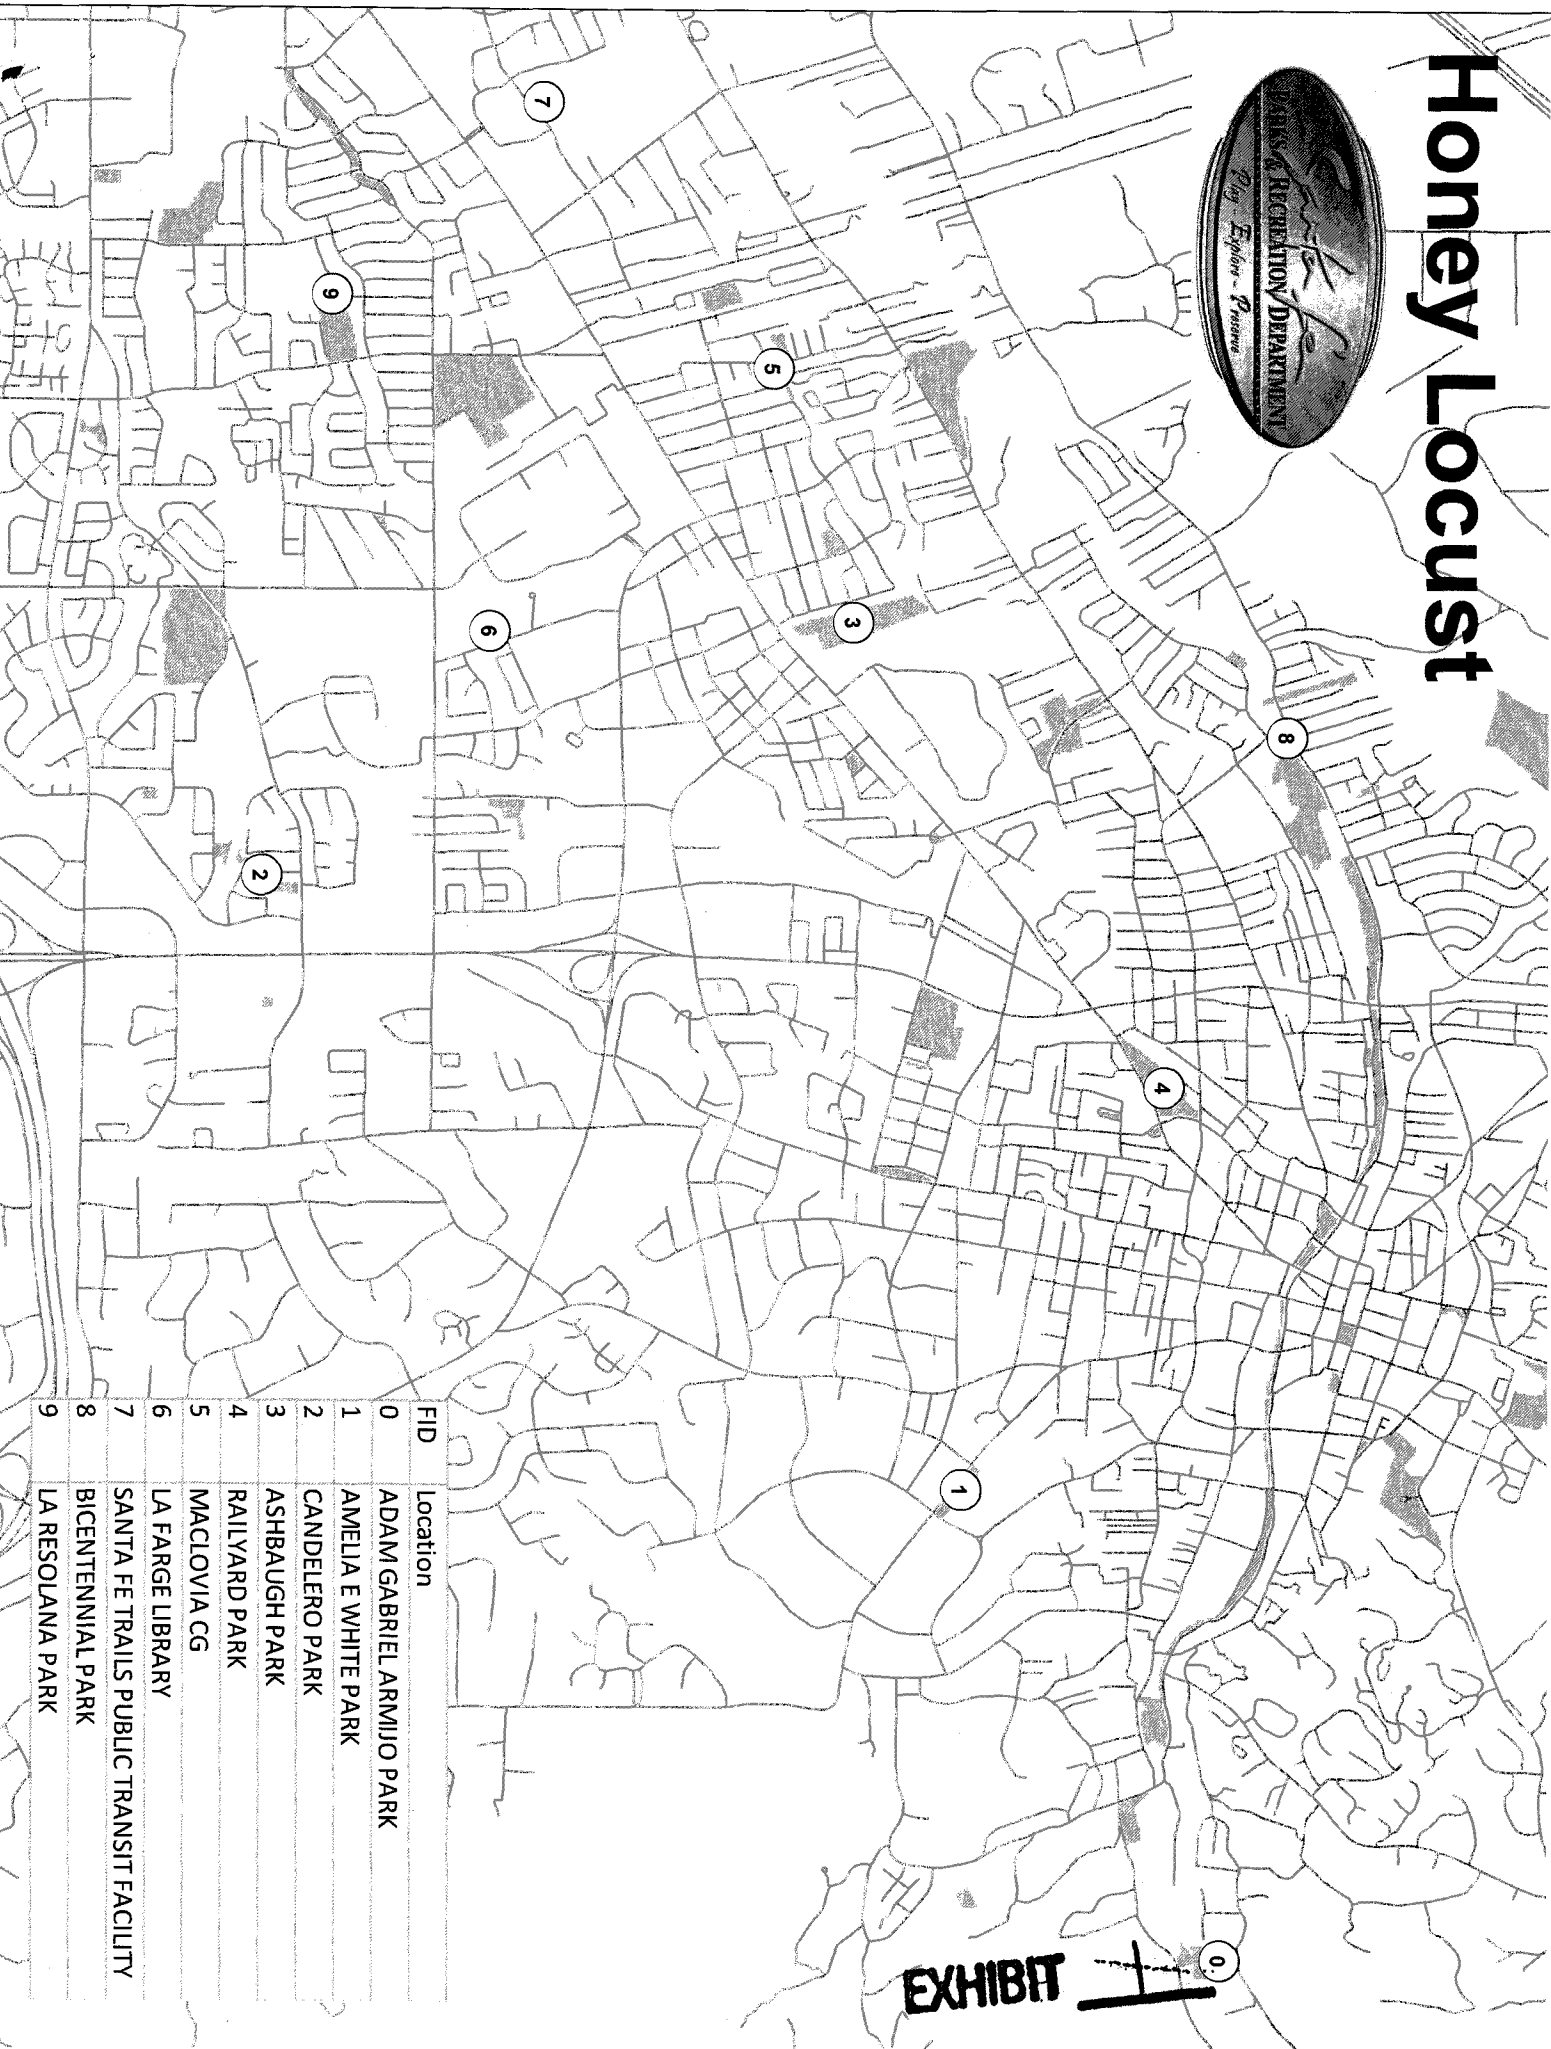 Honey Locust
Santa Fe
PARKS & RECREATION DEPARTMENT
Play - Explore - Preserve
7
9
5
6
3
8
2
4
1
0
FID Location
0 ADAM GABRIEL ARMIJO PARK
1 AMELIA E WHITE PARK
2 CANDELERO PARK
3 ASHBAUGH PARK
4 RAILYARD PARK
5 MACLOVIA CG
6 LA FARGE LIBRARY
7 SANTA FE TRAILS PUBLIC TRANSIT FACILITY
8 BICENTENNIAL PARK
9 LA RESOLANA PARK
EXHIBIT